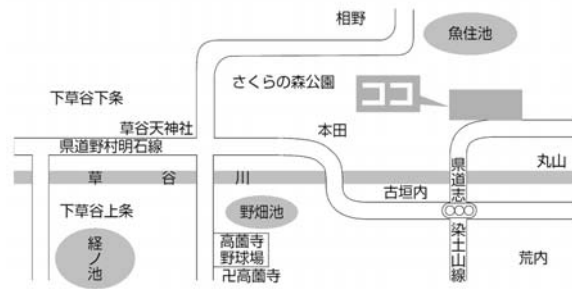 相野
魚住池
さくらの森公園
ココ
下草谷下条
草谷天神社
本田
県道野村明石線
丸山
草谷川
県道志染土山線
古垣内
下草谷上条
野畑池
経ノ池
高薗寺
野球場
卍高薗寺
荒内